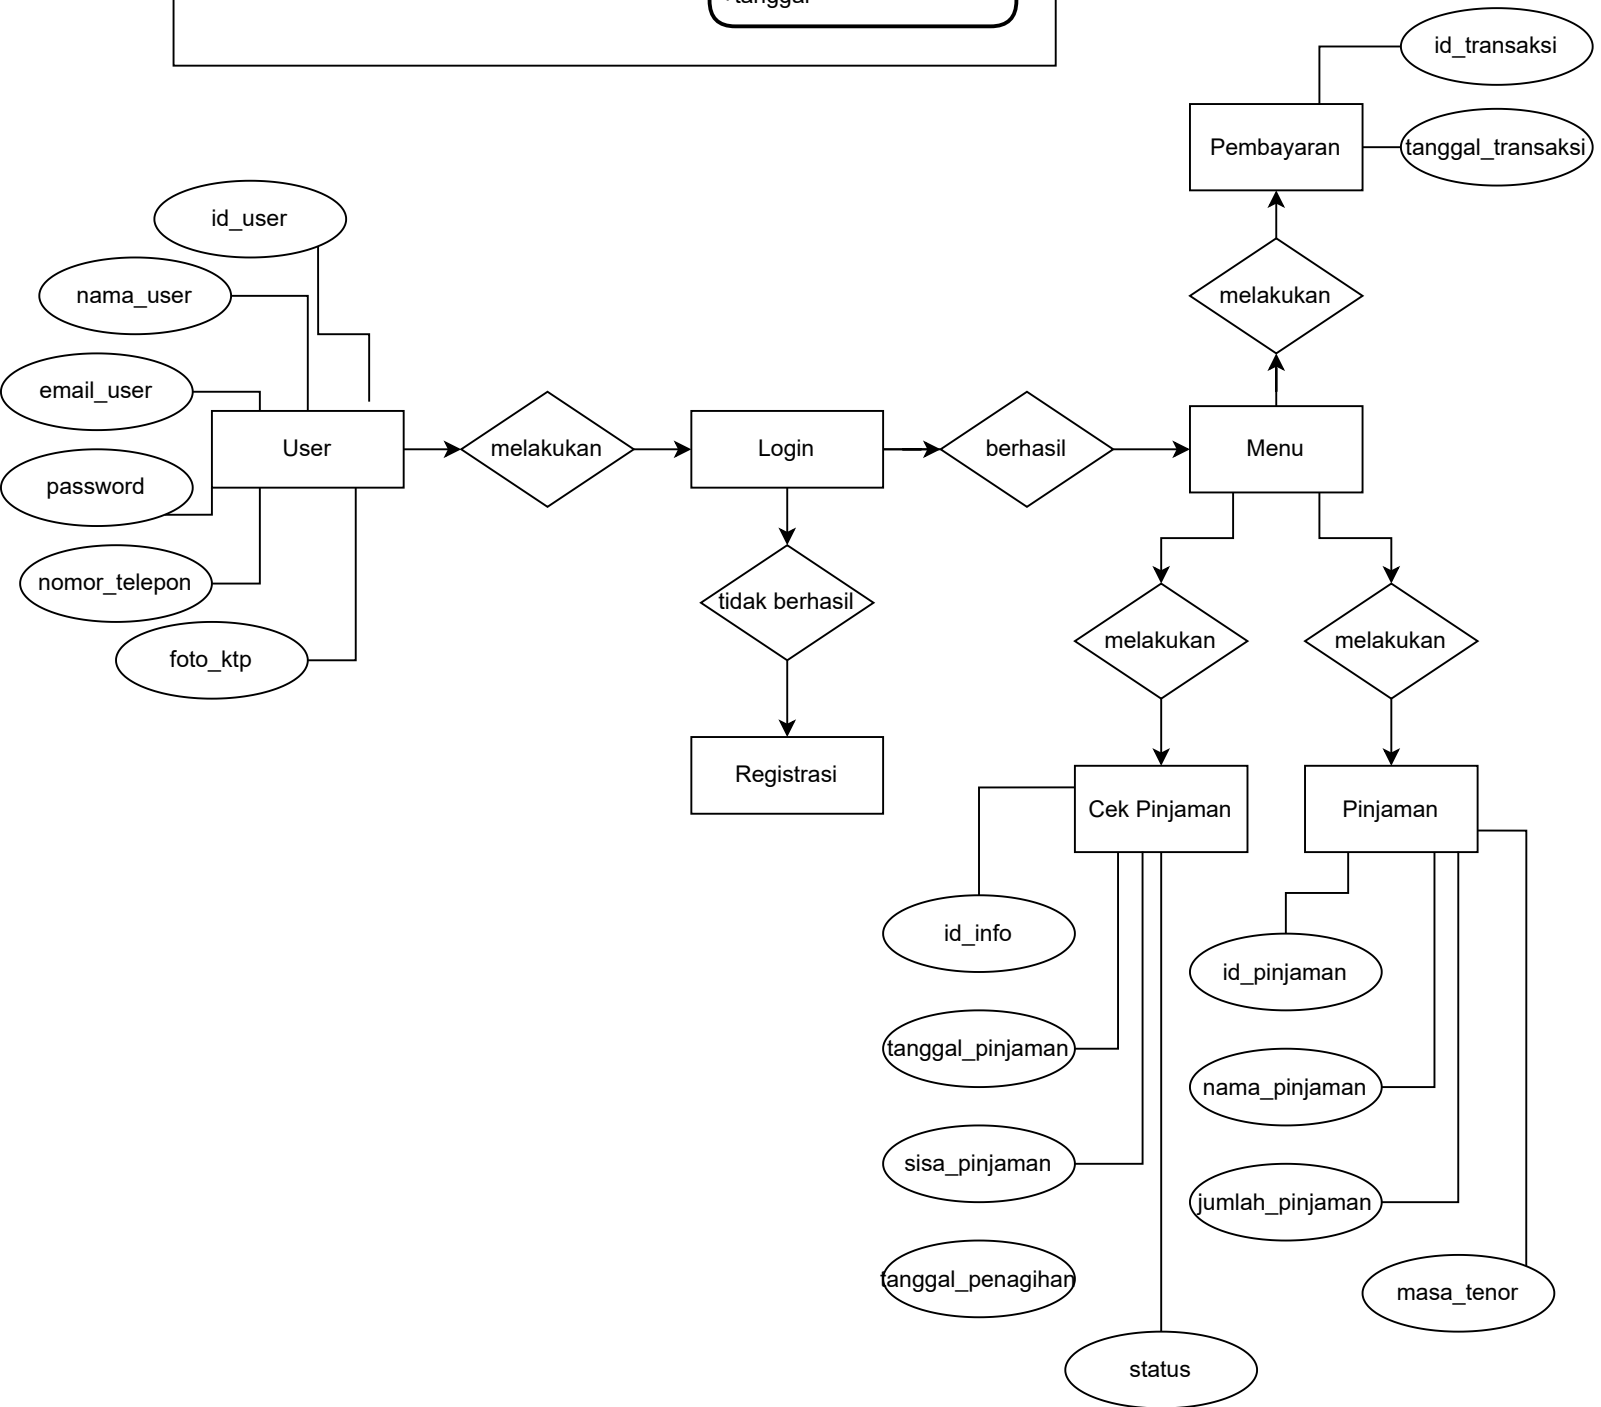 id_transaksi
Pembayaran
tanggal_transaksi
id_user
nama_user
melakukan
email_user
User
melakukan
Login
berhasil
Menu
password
nomor_telepon
tidak berhasil
melakukan
melakukan
foto_ktp
Registrasi
Cek Pinjaman
Pinjaman
id_info
id_pinjaman
tanggal_pinjaman
nama_pinjaman
sisa_pinjaman
jumlah_pinjaman
tanggal_penagihan
masa_tenor
status